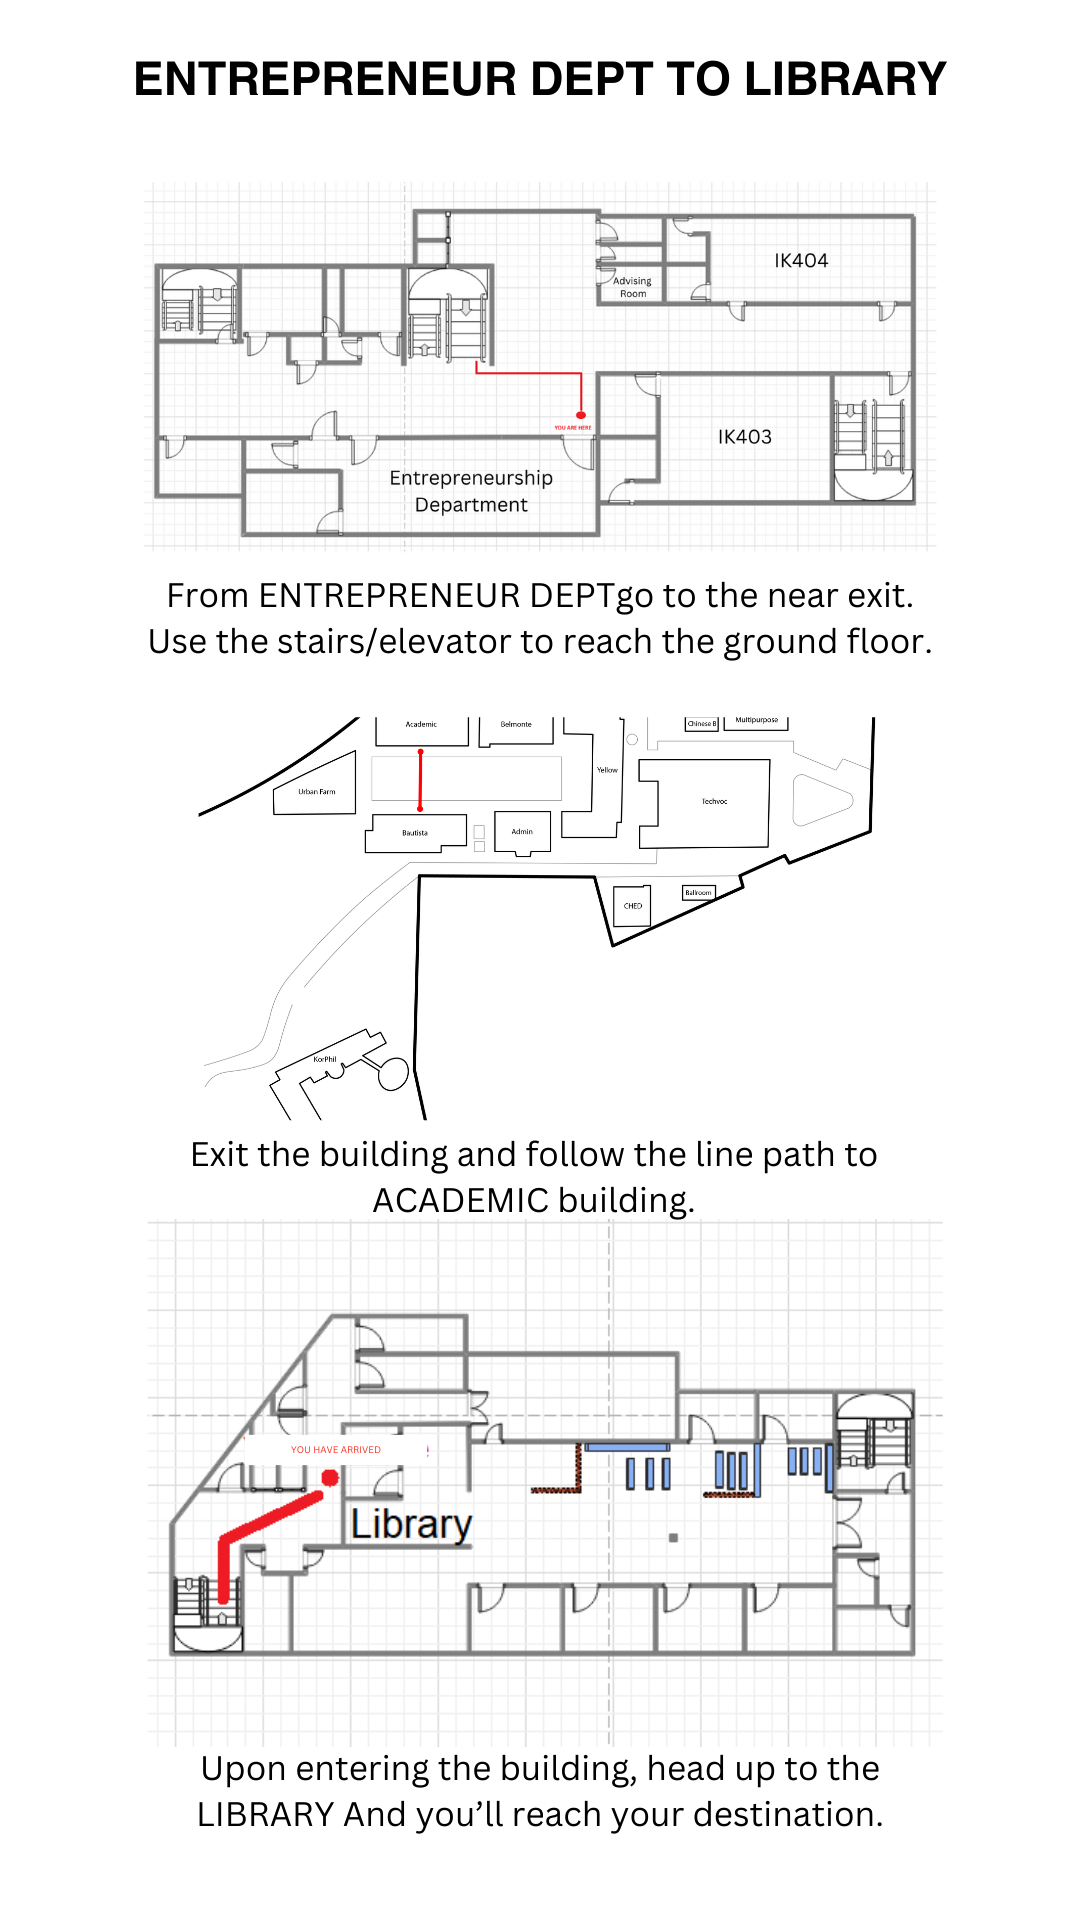 ENTREPRENEUR DEPT TO LIBRARY
IK404
Advising
Room
YOU ARE HERE
IK403
Entrepreneurship
Department
From ENTREPRENEUR DEPTgo to the near exit.
Use the stairs/elevator to reach the ground floor.
Academic
Belmonte
Chinese B
Multipurpose
Urban Farm
Yellow
Techvoc
Bautista
Admin
CHED
Ballroom
KorPhil
Exit the building and follow the line path to
ACADEMIC building.
YOU HAVE ARRIVED
Library
Upon entering the building, head up to the
LIBRARY And you’ll reach your destination.